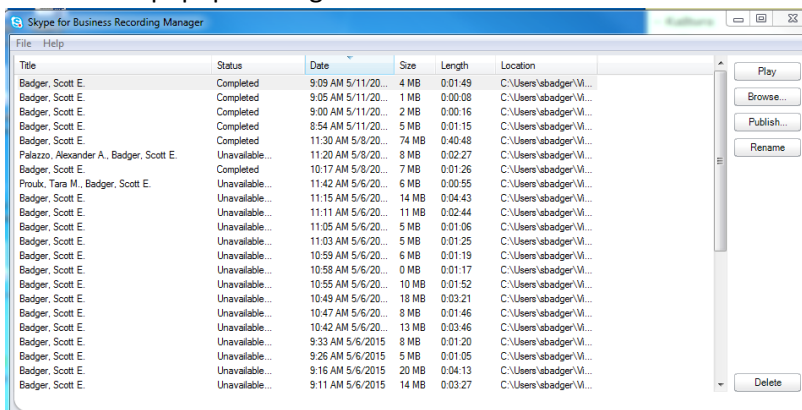 Skype for Business Recording Manager
File Help
Title Status Date Size Length Location
Badger, Scott E. Completed 9:09 AM 5/11/20... 4 MB 0:01:49 C:\Users\sbadger\Vi...
Badger, Scott E. Completed 9:05 AM 5/11/20... 1 MB 0:00:08 C:\Users\sbadger\Vi...
Badger, Scott E. Completed 9:00 AM 5/11/20... 2 MB 0:00:16 C:\Users\sbadger\Vi...
Badger, Scott E. Completed 8:54 AM 5/11/20... 5 MB 0:01:15 C:\Users\sbadger\Vi...
Badger, Scott E. Completed 11:30 AM 5/8/20... 74 MB 0:40:48 C:\Users\sbadger\Vi...
Palazzo, Alexander A., Badger, Scott E. Unavailable... 11:20 AM 5/8/20... 8 MB 0:02:27 C:\Users\sbadger\Vi...
Badger, Scott E. Completed 10:17 AM 5/8/20... 7 MB 0:01:26 C:\Users\sbadger\Vi...
Proulx, Tara M., Badger, Scott E. Unavailable... 11:42 AM 5/6/20... 6 MB 0:00:55 C:\Users\sbadger\Vi...
Badger, Scott E. Unavailable... 11:15 AM 5/6/20... 14 MB 0:04:43 C:\Users\sbadger\Vi...
Badger, Scott E. Unavailable... 11:11 AM 5/6/20... 11 MB 0:02:44 C:\Users\sbadger\Vi...
Badger, Scott E. Unavailable... 11:05 AM 5/6/20... 5 MB 0:01:06 C:\Users\sbadger\Vi...
Badger, Scott E. Unavailable... 11:03 AM 5/6/20... 5 MB 0:01:25 C:\Users\sbadger\Vi...
Badger, Scott E. Unavailable... 10:59 AM 5/6/20... 6 MB 0:01:19 C:\Users\sbadger\Vi...
Badger, Scott E. Unavailable... 10:58 AM 5/6/20... 0 MB 0:01:17 C:\Users\sbadger\Vi...
Badger, Scott E. Unavailable... 10:55 AM 5/6/20... 10 MB 0:01:52 C:\Users\sbadger\Vi...
Badger, Scott E. Unavailable... 10:49 AM 5/6/20... 18 MB 0:03:21 C:\Users\sbadger\Vi...
Badger, Scott E. Unavailable... 10:47 AM 5/6/20... 8 MB 0:01:46 C:\Users\sbadger\Vi...
Badger, Scott E. Unavailable... 10:42 AM 5/6/20... 13 MB 0:03:46 C:\Users\sbadger\Vi...
Badger, Scott E. Unavailable... 9:33 AM 5/6/2015 8 MB 0:01:20 C:\Users\sbadger\Vi...
Badger, Scott E. Unavailable... 9:26 AM 5/6/2015 5 MB 0:01:05 C:\Users\sbadger\Vi...
Badger, Scott E. Unavailable... 9:16 AM 5/6/2015 20 MB 0:04:13 C:\Users\sbadger\Vi...
Badger, Scott E. Unavailable... 9:11 AM 5/6/2015 14 MB 0:03:27 C:\Users\sbadger\Vi...
Play
Browse...
Publish...
Rename
Delete